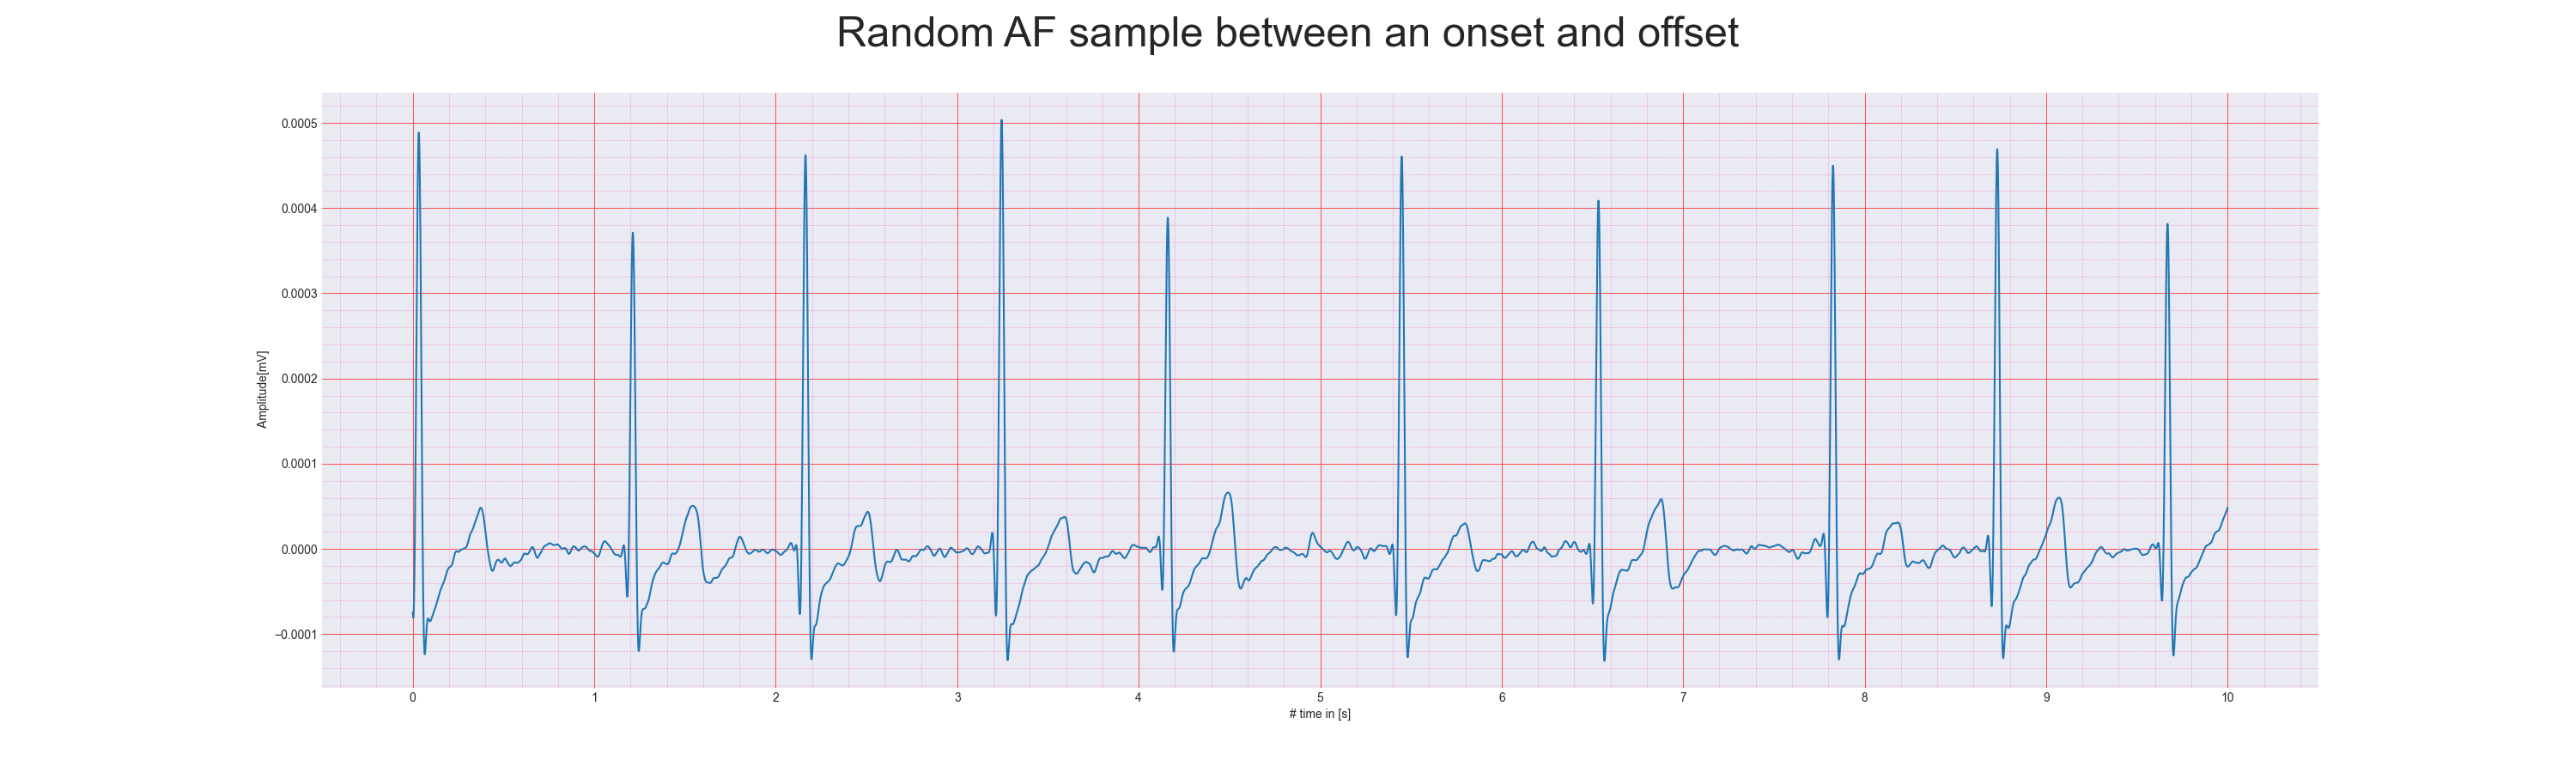 Random AF sample between an onset and offset
0.0005
0.0004
0.0003
0.0002
0.0001
0.0000
−0.0001
Amplitude[mV]
0 1 2 3 4 5 6 7 8 9 10
# time in [s]